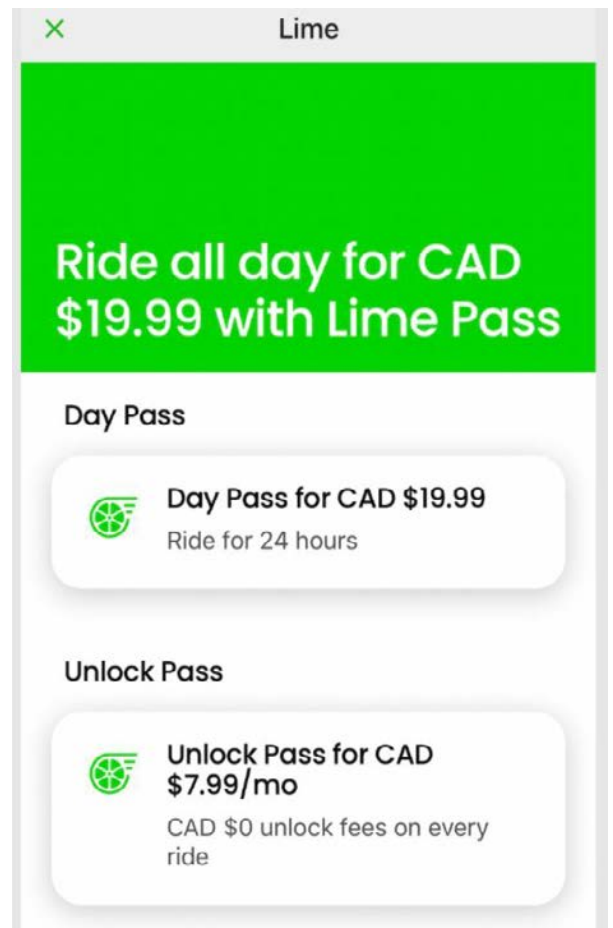 Lime
Ride all day for CAD
$19.99 with Lime Pass
Day Pass
Day Pass for CAD $19.99
Ride for 24 hours
Unlock Pass
Unlock Pass for CAD
$7.99/mo
CAD $0 unlock fees on every
ride